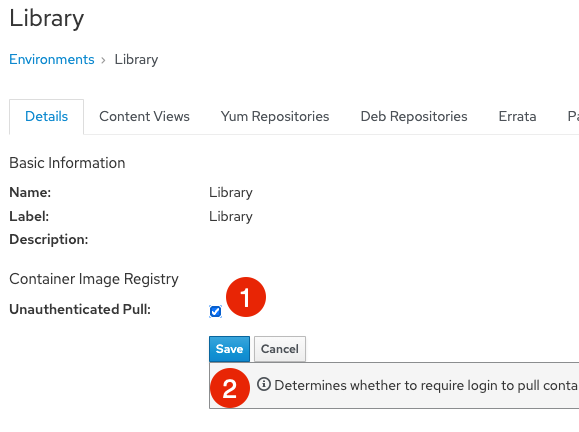 Library
Environments › Library
Details Content Views Yum Repositories Deb Repositories Errata Pa
Basic Information
Name: Library
Label: Library
Description:
Container Image Registry
Unauthenticated Pull: 1
Save Cancel
2 Determines whether to require login to pull conta